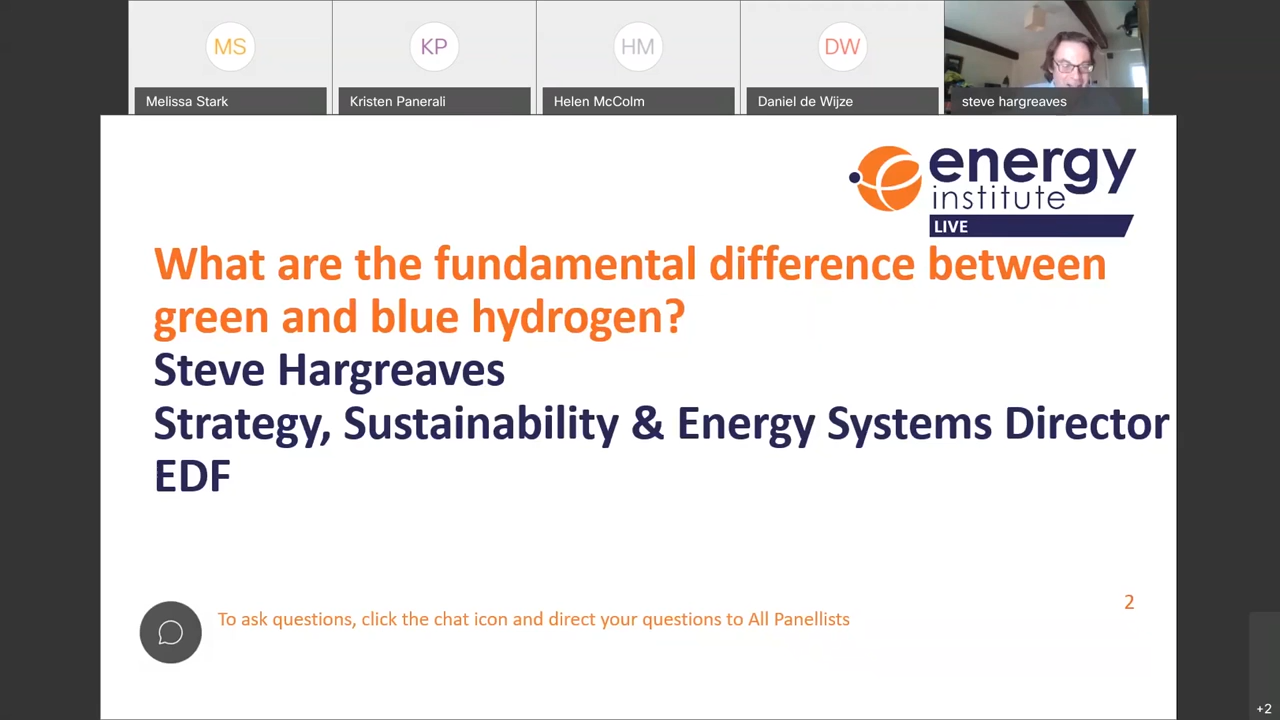 MS
KP
HM
DW
Melissa Stark
Kristen Panerali
Helen McColm
Daniel de Wijze
steve hargreaves
energy
institute
LIVE
What are the fundamental difference between
green and blue hydrogen?
Steve Hargreaves
Strategy, Sustainability & Energy Systems Director
EDF
2
To ask questions, click the chat icon and direct your questions to All Panellists
+2